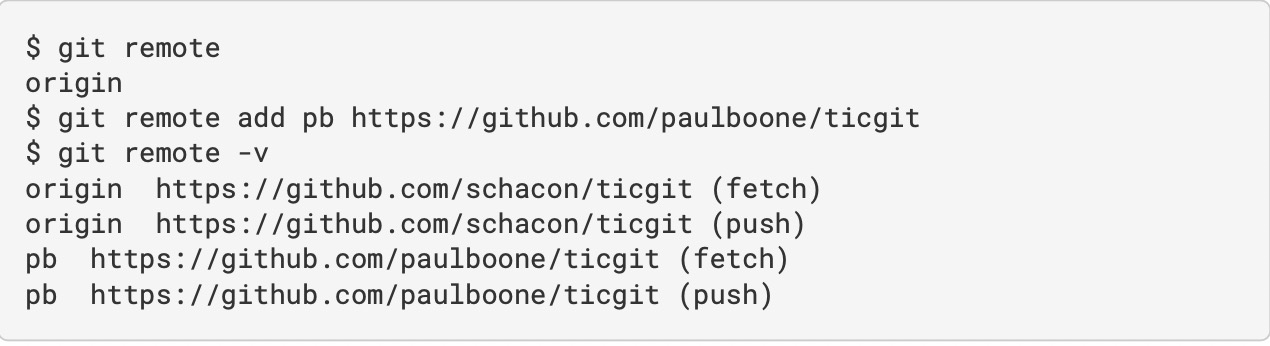 $ git remote
origin
$ git remote add pb https://github.com/paulboone/ticgit
$ git remote -v
origin  https://github.com/schacon/ticgit (fetch)
origin  https://github.com/schacon/ticgit (push)
pb  https://github.com/paulboone/ticgit (fetch)
pb  https://github.com/paulboone/ticgit (push)